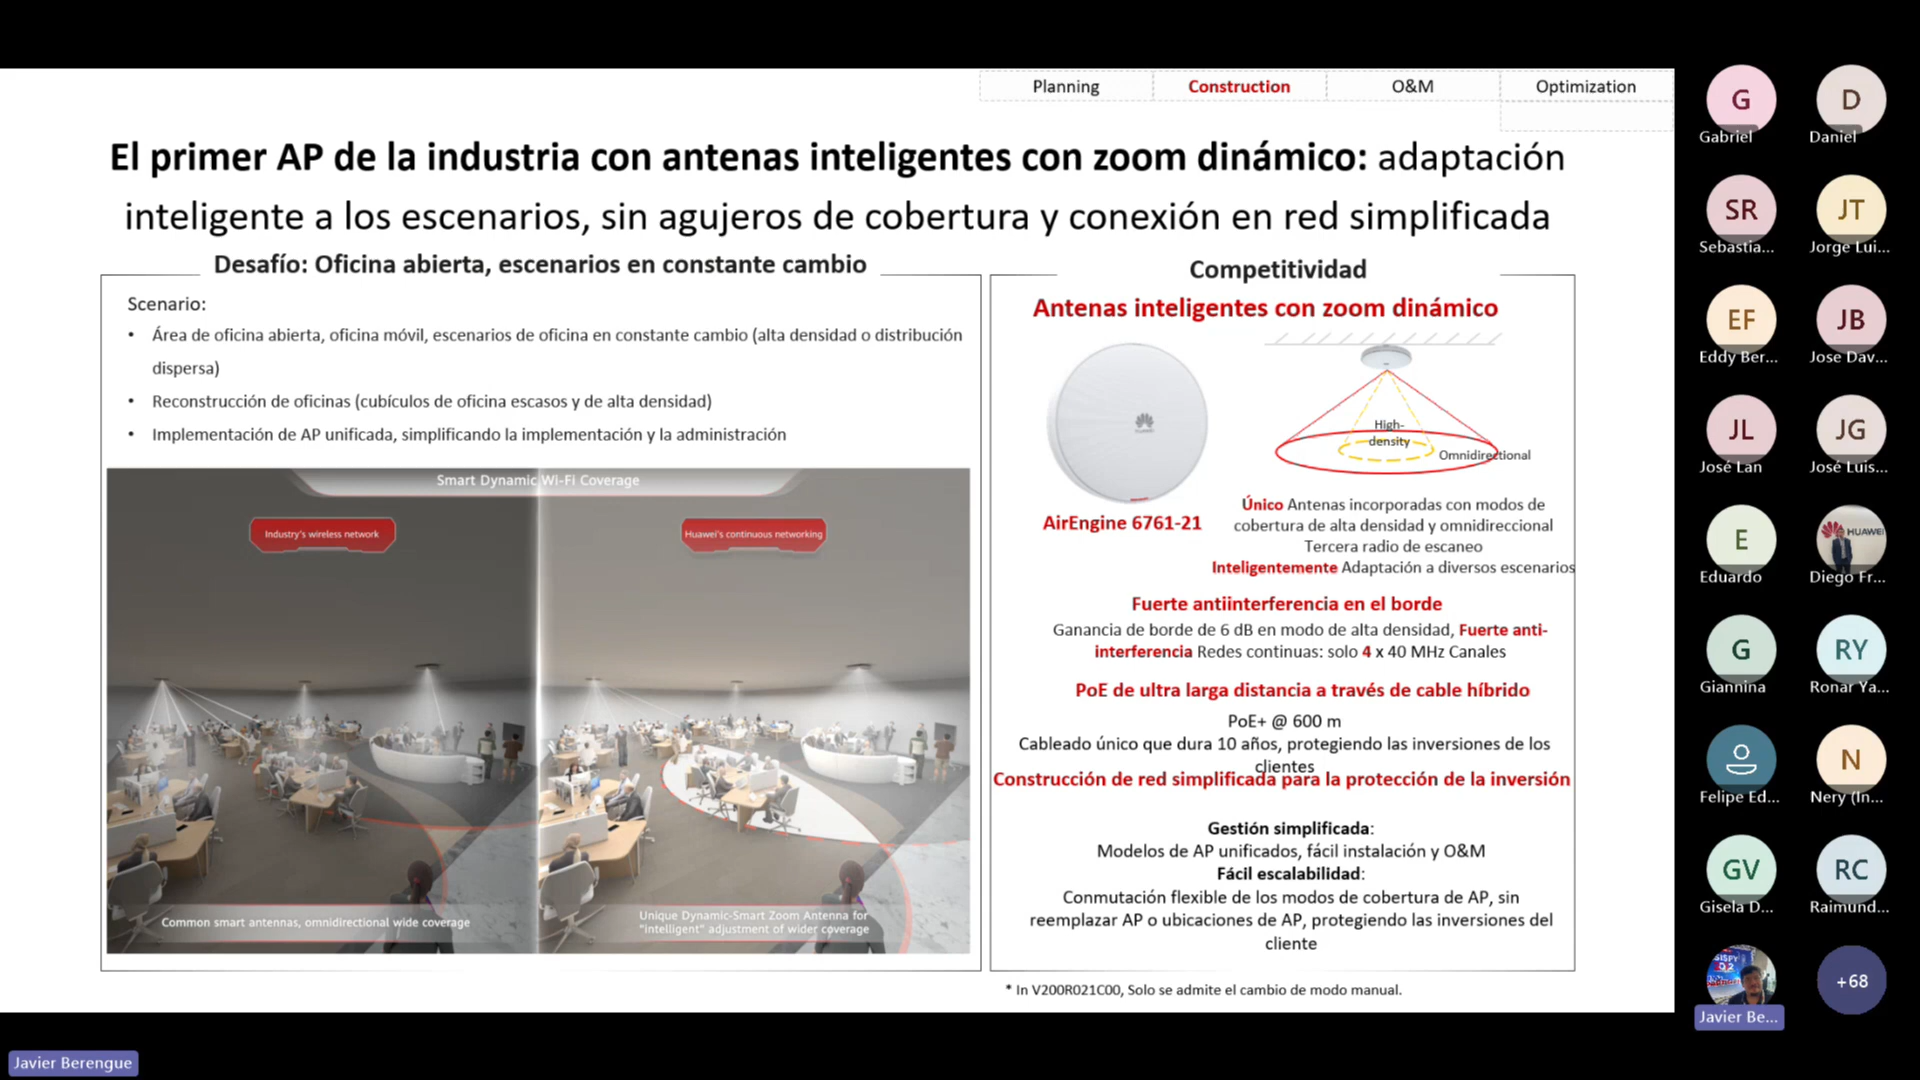 Planning
Construction
O&M
Optimization
El primer AP de la industria con antenas inteligentes con zoom dinámico: adaptación
inteligente a los escenarios, sin agujeros de cobertura y conexión en red simplificada
Desafío: Oficina abierta, escenarios en constante cambio
Scenario:
• Área de oficina abierta, oficina móvil, escenarios de oficina en constante cambio (alta densidad o distribución
dispersa)
• Reconstrucción de oficinas (cubículos de oficina escasos y de alta densidad)
• Implementación de AP unificada, simplificando la implementación y la administración
Smart Dynamic Wi-Fi Coverage
Industry's wireless network
Huawei's continuous networking
Common smart antennas, omnidirectional wide coverage
Unique Dynamic-Smart Zoom Antenna for
"intelligent" adjustment of wider coverage
Competitividad
Antenas inteligentes con zoom dinámico
High-
density
Omnidirectional
HUAWEI
AirEngine 6761-21
Único Antenas incorporadas con modos de
cobertura de alta densidad y omnidireccional
Tercera radio de escaneo
Inteligentemente Adaptación a diversos escenarios
Fuerte antiinterferencia en el borde
Ganancia de borde de 6 dB en modo de alta densidad, Fuerte anti-
interferencia Redes continuas: solo 4 x 40 MHz Canales
PoE de ultra larga distancia a través de cable híbrido
PoE+ @ 600 m
Cableado único que dura 10 años, protegiendo las inversiones de los
clientes
Construcción de red simplificada para la protección de la inversión
Gestión simplificada:
Modelos de AP unificados, fácil instalación y O&M
Fácil escalabilidad:
Conmutación flexible de los modos de cobertura de AP, sin
reemplazar AP o ubicaciones de AP, protegiendo las inversiones del
cliente
* In V200R021C00, Solo se admite el cambio de modo manual.
G
Gabriel
D
Daniel
SR
Sebastia...
JT
Jorge Lui...
EF
Eddy Ber...
JB
Jose Dav...
JL
José Lan
JG
José Luis...
E
Eduardo
HUAWEI
Diego Fr...
G
Giannina
RY
Ronar Ya...
Felipe Ed...
N
Nery (In...
GV
Gisela D...
RC
Raimund...
Javier Be...
+68
Javier Berengue